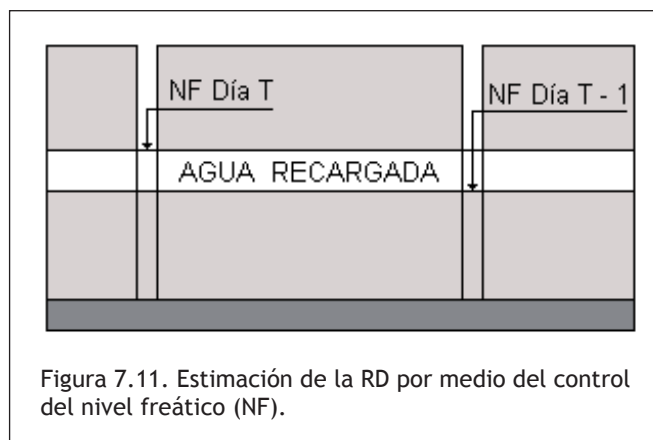 NF Día T
NF Día T - 1
AGUA RECARGADA
Figura 7.11. Estimación de la RD por medio del control
del nivel freático (NF).